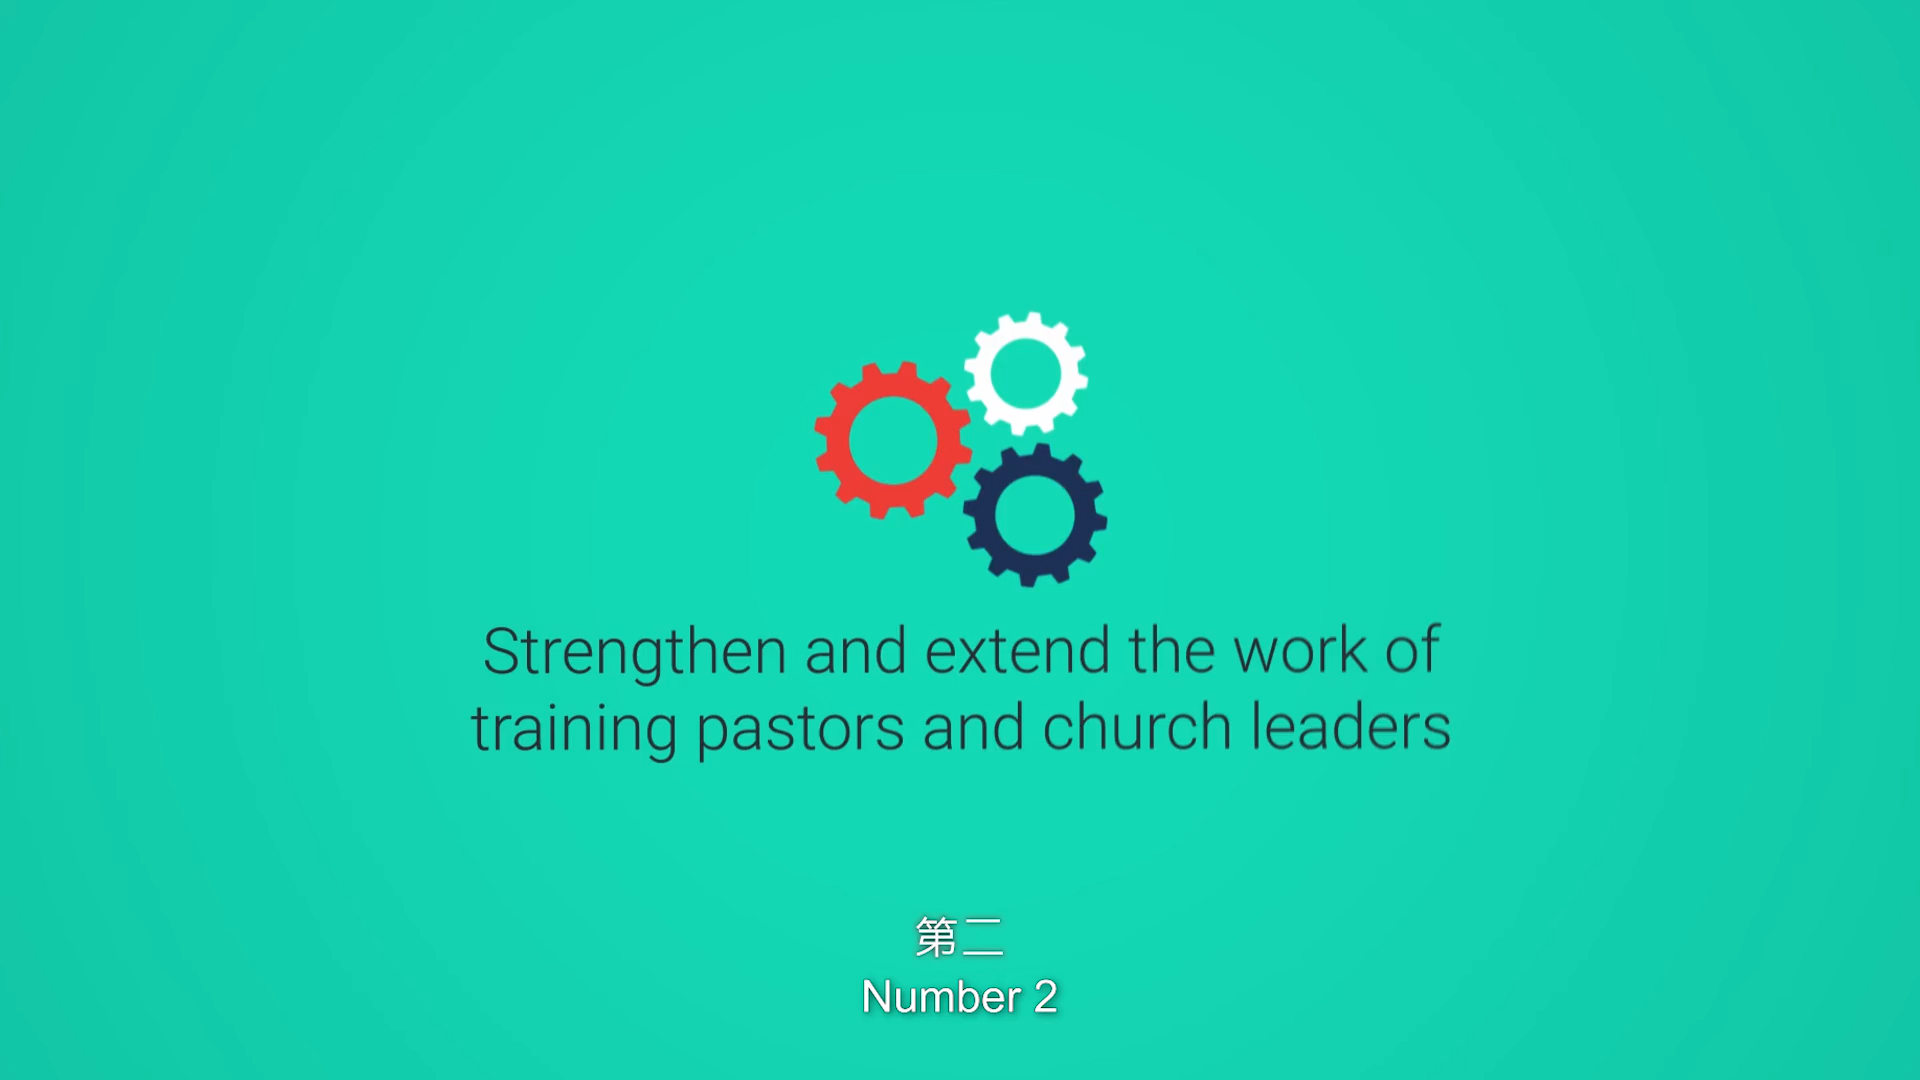 Strengthen and extend the work of
training pastors and church leaders
第二
Number 2